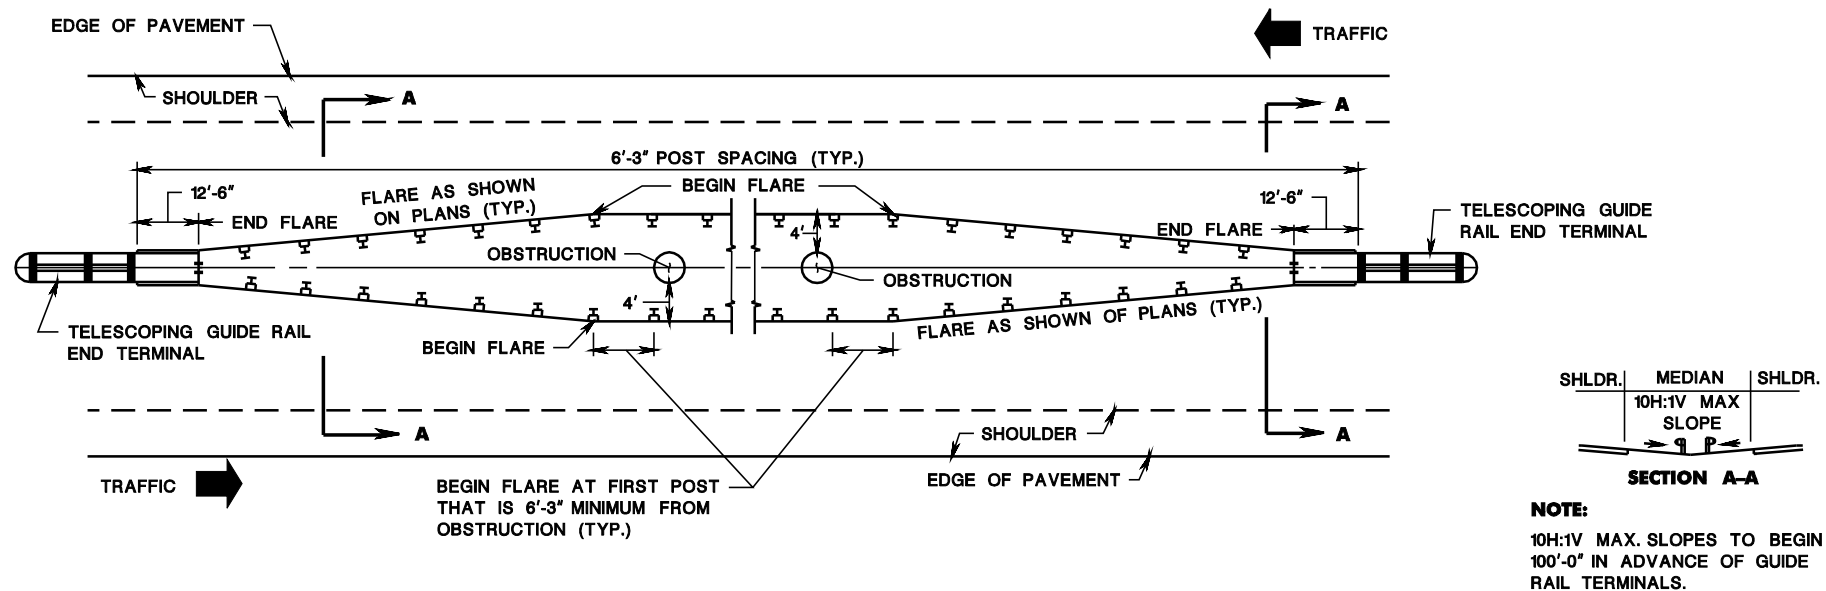 EDGE OF PAVEMENT
TRAFFIC
SHOULDER
A
A
6'-3" POST SPACING (TYP.)
12'-6"
FLARE AS SHOWN
ON PLANS (TYP.)
BEGIN FLARE
12'-6"
END FLARE
END FLARE
TELESCOPING GUIDE
RAIL END TERMINAL
4'
OBSTRUCTION
OBSTRUCTION
4'
TELESCOPING GUIDE RAIL
END TERMINAL
FLARE AS SHOWN OF PLANS (TYP.)
BEGIN FLARE
SHLDR.
MEDIAN
SHLDR.
10H:1V MAX
SLOPE
A
A
SHOULDER
SECTION A-A
EDGE OF PAVEMENT
TRAFFIC
BEGIN FLARE AT FIRST POST
THAT IS 6'-3" MINIMUM FROM
OBSTRUCTION (TYP.)
NOTE:
10H:1V MAX. SLOPES TO BEGIN
100'-0" IN ADVANCE OF GUIDE
RAIL TERMINALS.